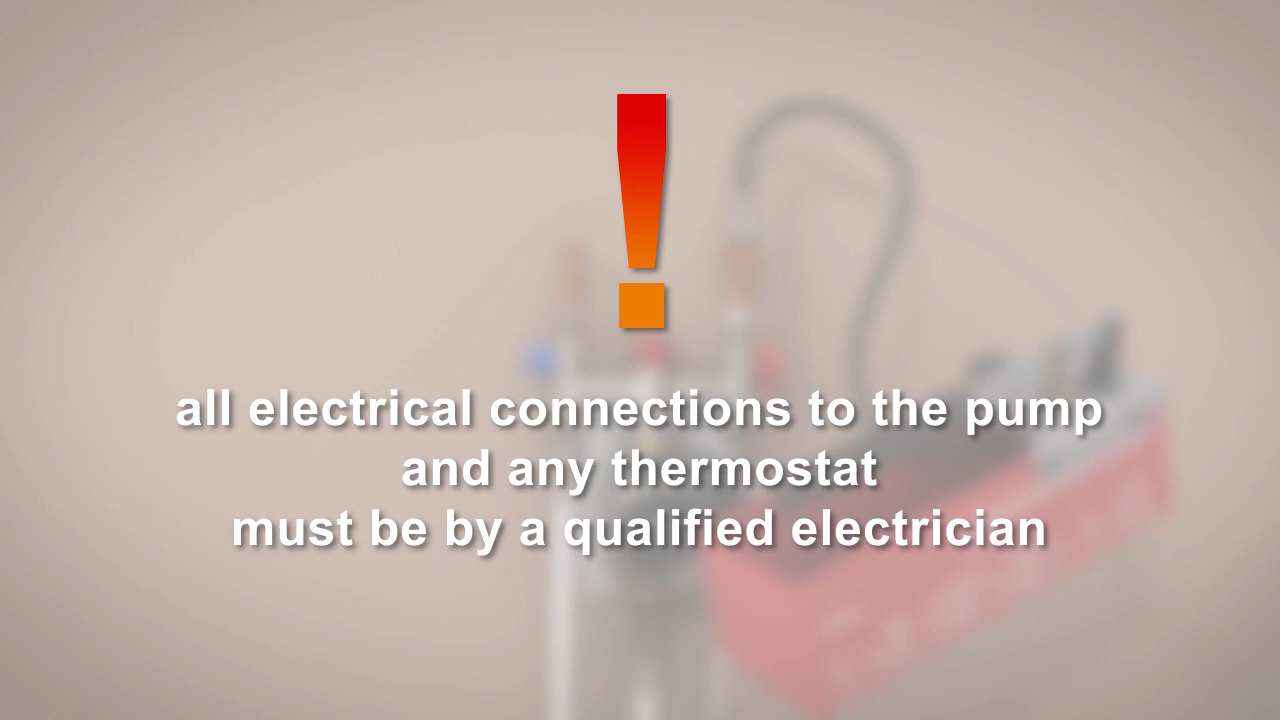 !
all electrical connections to the pump
and any thermostat
must be by a qualified electrician